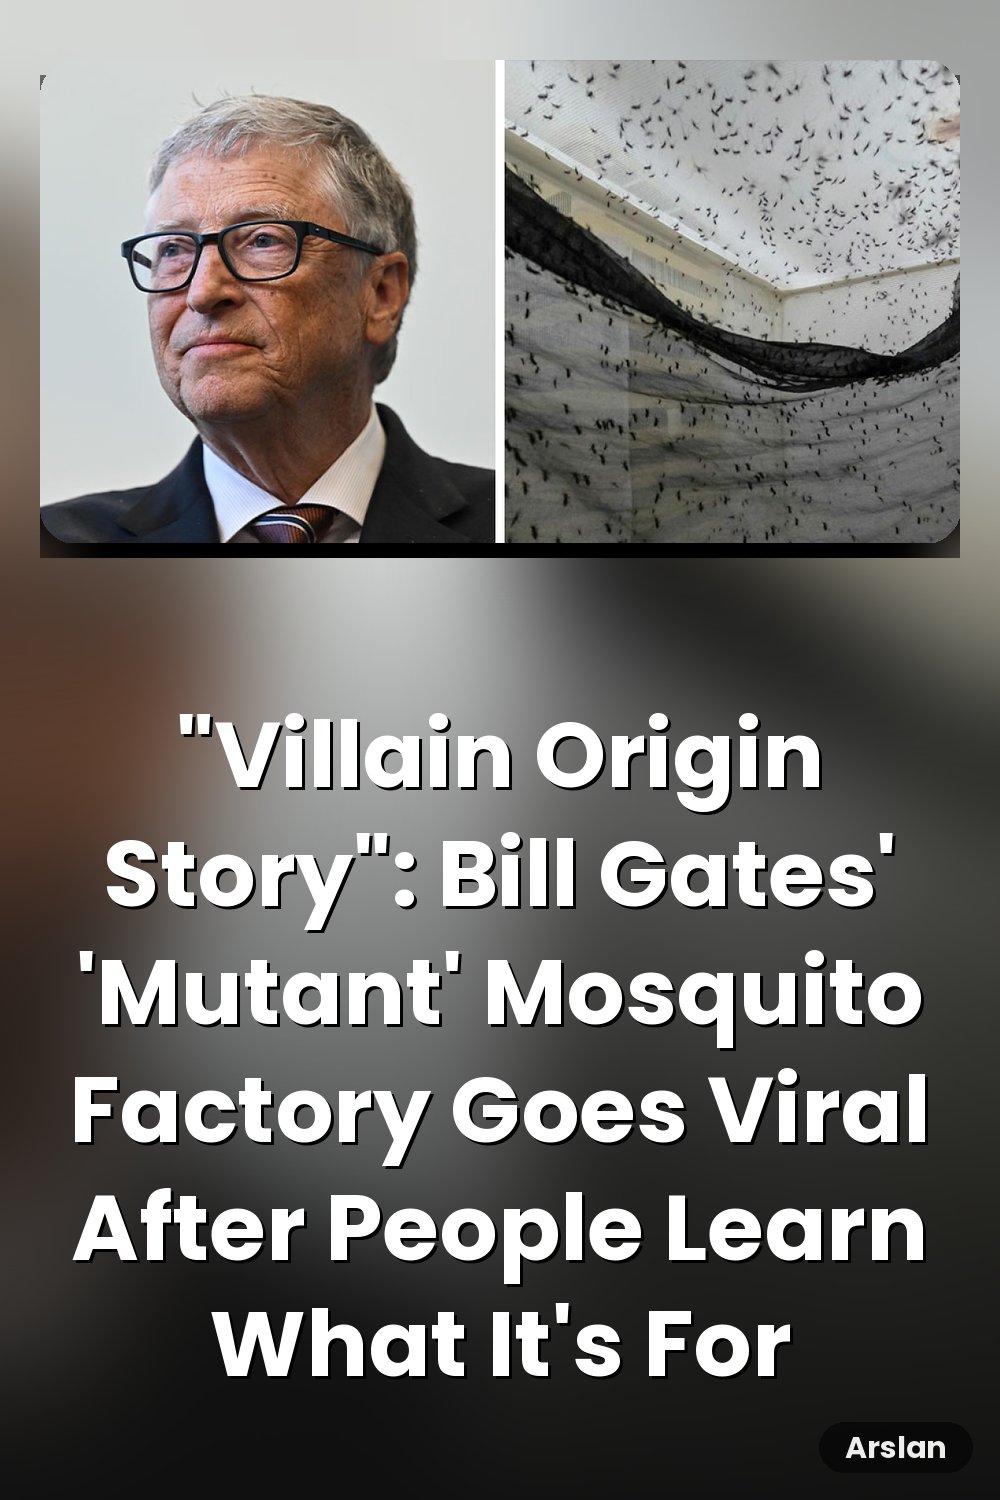 "Villain Origin
Story": Bill Gates'
'Mutant' Mosquito
Factory Goes Viral
After People Learn
What It's For
Arslan